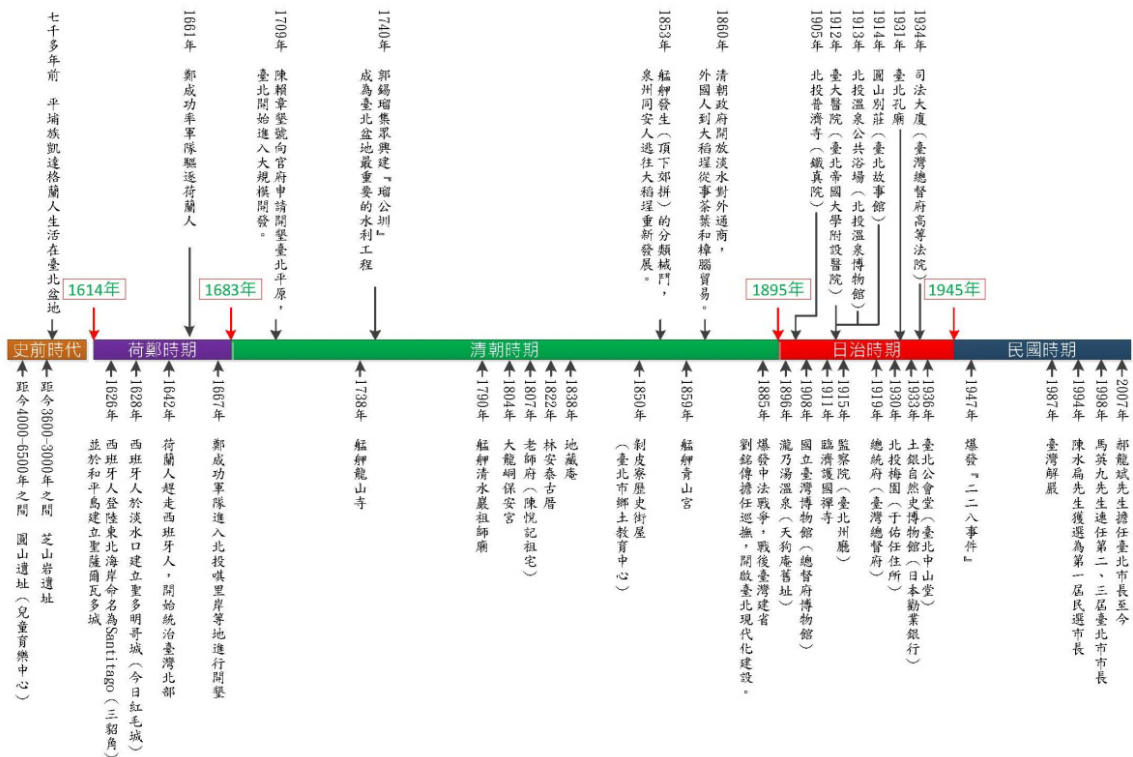 七千多年前 平埔族凱達格蘭人生活在臺北盆地
1661年 鄭成功率軍隊驅逐荷蘭人
1709年 陳賴章墾號向官府申請開墾臺北平原，
臺北開始進入大規模開發。
1740年 郭錫瑠集眾興建『瑠公圳』
成為臺北盆地最重要的水利工程
1853年 艋舺發生（頂下郊拼）的分類械鬥，
泉州同安人逃往大稻埕重新發展。
1860年 清朝政府開放淡水對外通商，
外國人到大稻埕從事茶葉和樟腦貿易。
1905年 北投普濟寺（鐵真院）
1912年 臺大醫院（臺北帝國大學附設醫院）
1913年 北投溫泉公共浴場（北投溫泉博物館）
1914年 圓山別莊（臺北故事館）
1931年 臺北孔廟
1934年 司法大廈（臺灣總督府高等法院）
1614年
1683年
1895年
1945年
史前時代
荷鄭時期
清朝時期
日治時期
民國時期
距今4000-6500年之間 圓山遺址（兒童育樂中心）
距今3600-3000年之間 芝山岩遺址
1626年 西班牙人登陸東北海岸命名為Santitago（三貂角）
並於和平島建立聖薩爾瓦多城
1628年 西班牙人於淡水口建立聖多明哥城（今日紅毛城）
1642年 荷蘭人趕走西班牙人，開始統治臺灣北部
1667年 鄭成功軍隊進入北投唭里岸等地進行開墾
1738年 艋舺龍山寺
1790年 艋舺清水巖祖師廟
1804年 大龍峒保安宮
1807年 老師府（陳悅記祖宅）
1822年 林安泰古厝
1838年 地藏庵
1850年 剝皮寮歷史街屋
（臺北市鄉土教育中心）
1859年 艋舺青山宮
1885年 爆發中法戰爭，戰後臺灣建省
劉銘傳擔任巡撫，開啟臺北現代化建設。
1896年 瀧乃湯溫泉（天狗庵舊址）
1908年 國立臺灣博物館（總督府博物館）
1911年 臨濟護國禪寺
1915年 監察院（臺北州廳）
1919年 總統府（臺灣總督府）
1930年 北投梅園（于佑任住所）
1933年 土銀自然史博物館（日本勸業銀行）
1936年 臺北公會堂（臺北中山堂）
1947年 爆發『二二八事件』
1987年 臺灣解嚴
1994年 陳水扁先生獲選為第一屆民選市長
1998年 馬英九先生連任第二、三屆臺北市市長
2007年 郝龍斌先生擔任臺北市長至今